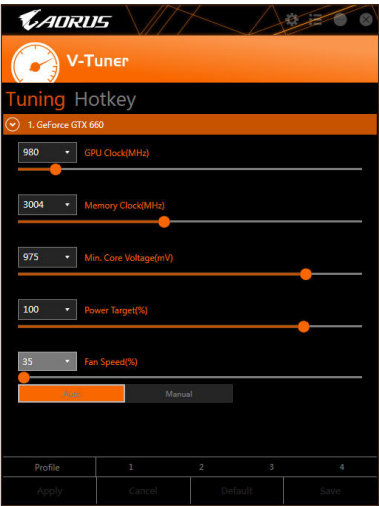 AORUS
V-Tuner
Tuning Hotkey
1. GeForce GTX 660
980 GPU Clock(MHz)
3004 Memory Clock(MHz)
975 Min. Core Voltage(mV)
100 Power Target(%)
35 Fan Speed(%)
Auto Manual
Profile 1 2 3 4
Apply Cancel Default Save